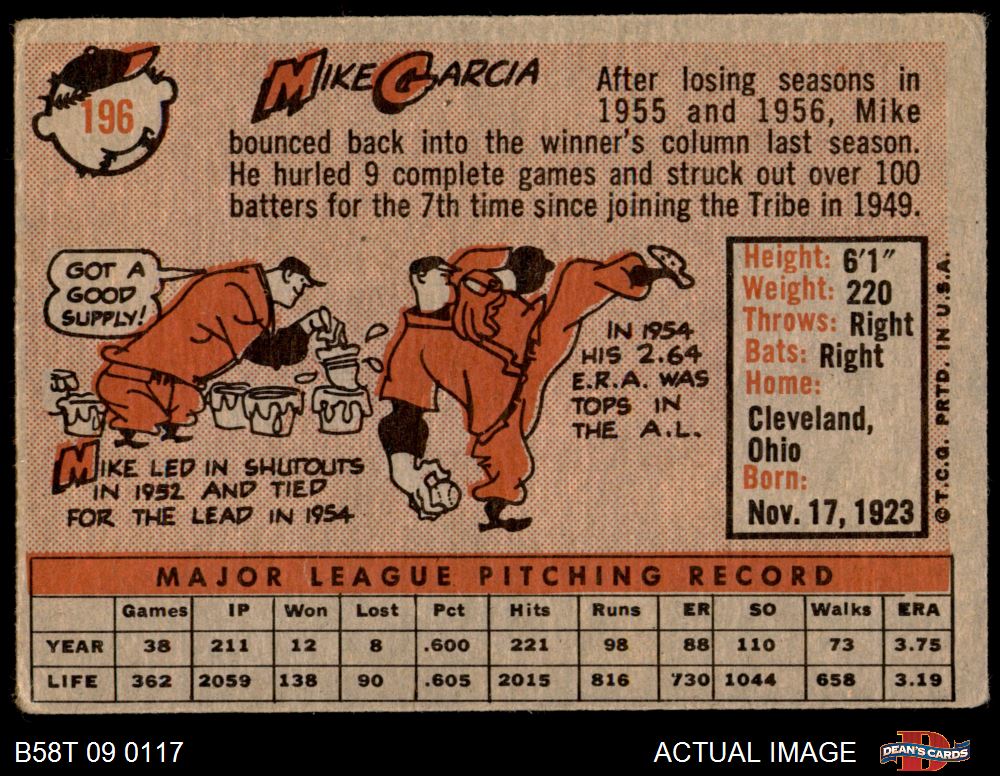 196
MIKE GARCIA
After losing seasons in
1955 and 1956, Mike
bounced back into the winner's column last season.
He hurled 9 complete games and struck out over 100
batters for the 7th time since joining the Tribe in 1949.
GOT A
GOOD
SUPPLY!
MIKE LED IN SHUTOUTS
IN 1952 AND TIED
FOR THE LEAD IN 1954
IN 1954
HIS 2.64
E.R.A. WAS
TOPS IN
THE A.L.
Height: 6'1"
Weight: 220
Throws: Right
Bats: Right
Home:
Cleveland,
Ohio
Born:
Nov. 17, 1923
© T.C.G. PRTD. IN U.S.A.
MAJOR LEAGUE PITCHING RECORD
Games IP Won Lost Pct Hits Runs ER SO Walks ERA
YEAR 38 211 12 8 .600 221 98 88 110 73 3.75
LIFE 362 2059 138 90 .605 2015 816 730 1044 658 3.19
B58T 09 0117
ACTUAL IMAGE
DEAN'S CARDS